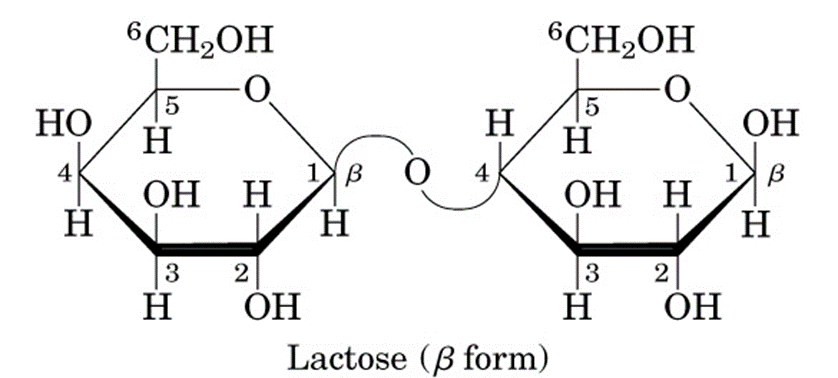 ⁶CH₂OH ⁶CH₂OH
O O
HO 5 H 5 OH
4 H 1 β O 4 H 1 β
OH H OH H
H H H
3 2 3 2
H OH H OH
Lactose (β form)